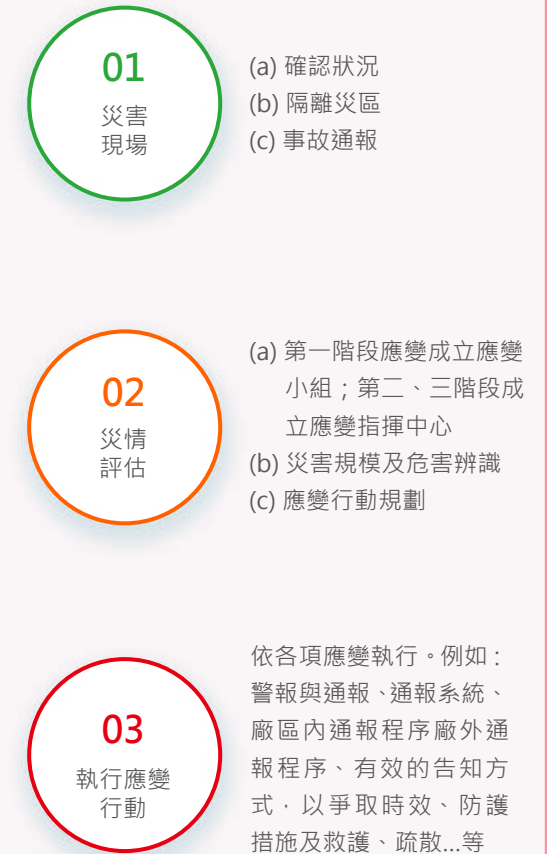 01
災害
現場
(a) 確認狀況
(b) 隔離災區
(c) 事故通報
02
災情
評估
(a) 第一階段應變成立應變
小組；第二、三階段成
立應變指揮中心
(b) 災害規模及危害辨識
(c) 應變行動規劃
03
執行應變
行動
依各項應變執行。例如：
警報與通報、通報系統、
廠區內通報程序廠外通
報程序、有效的告知方
式，以爭取時效、防護
措施及救護、疏散...等